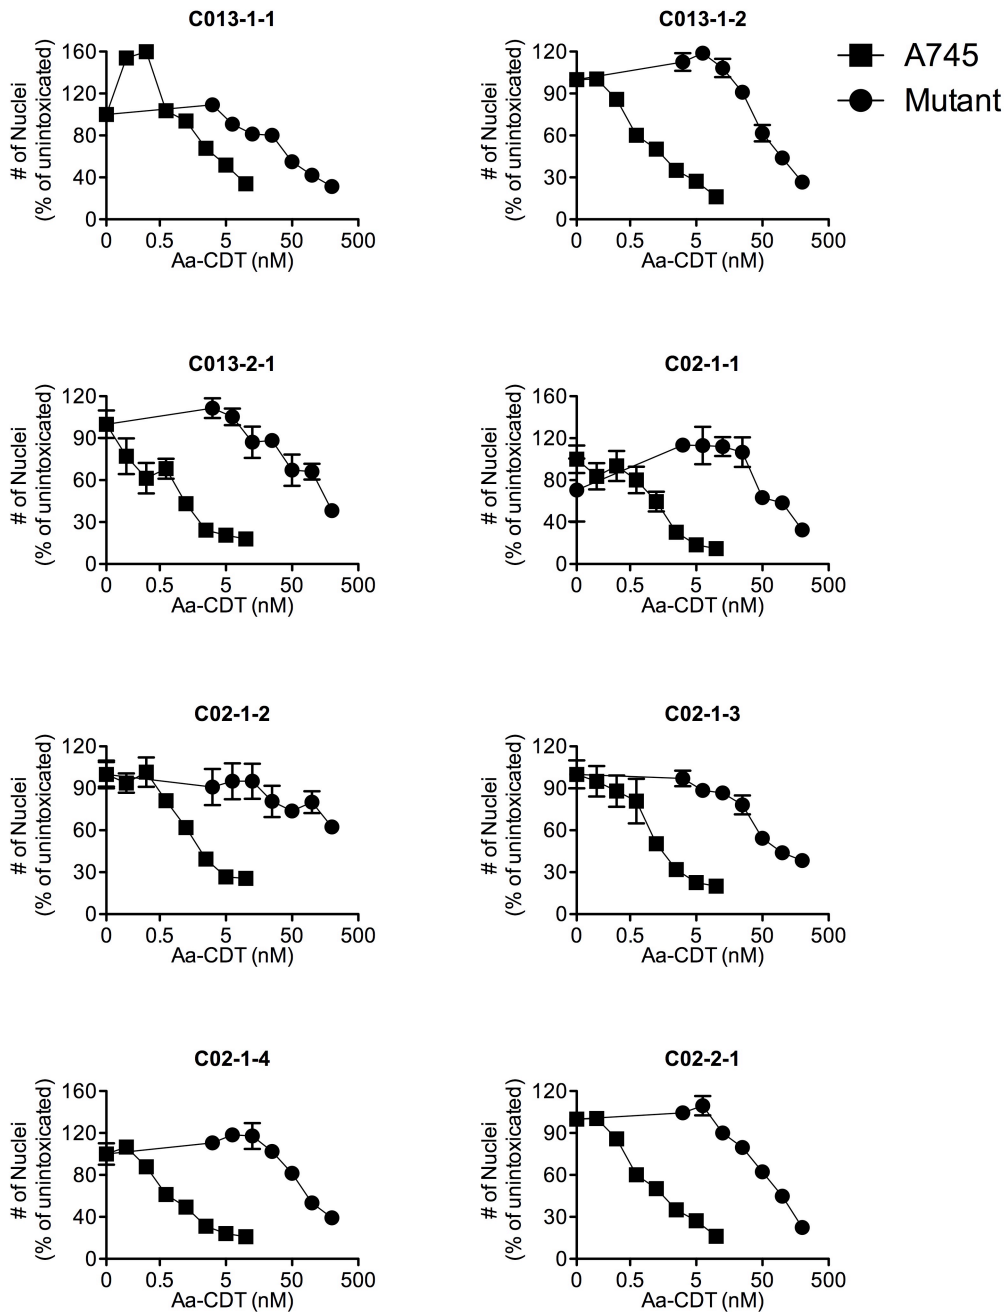 C013-1-1
# of Nuclei
(% of unintoxicated)
160
120
80
40
0
0 0.5 5 50 500
Aa-CDT (nM)
C013-1-2
# of Nuclei
(% of unintoxicated)
120
90
60
30
0
0 0.5 5 50 500
Aa-CDT (nM)
A745
Mutant
C013-2-1
# of Nuclei
(% of unintoxicated)
120
90
60
30
0
0 0.5 5 50 500
Aa-CDT (nM)
C02-1-1
# of Nuclei
(% of unintoxicated)
160
120
80
40
0
0 0.5 5 50 500
Aa-CDT (nM)
C02-1-2
# of Nuclei
(% of unintoxicated)
120
90
60
30
0
0 0.5 5 50 500
Aa-CDT (nM)
C02-1-3
# of Nuclei
(% of unintoxicated)
120
90
60
30
0
0 0.5 5 50 500
Aa-CDT (nM)
C02-1-4
# of Nuclei
(% of unintoxicated)
160
120
80
40
0
0 0.5 5 50 500
Aa-CDT (nM)
C02-2-1
# of Nuclei
(% of unintoxicated)
120
90
60
30
0
0 0.5 5 50 500
Aa-CDT (nM)